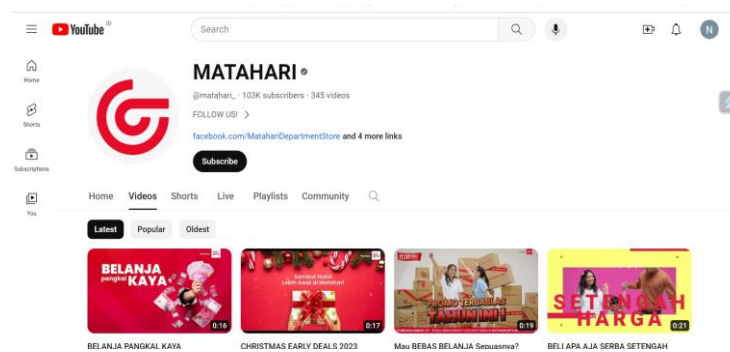 YouTube ID
Search
N
Home
Shorts
Subscriptions
You
MATAHARI
@matahari_ · 103K subscribers · 345 videos
FOLLOW US!
facebook.com/MatahariDepartmentStore and 4 more links
Subscribe
Home Videos Shorts Live Playlists Community
Latest Popular Oldest
BELANJA
pangkal KAYA
0:16
Sambut Natal
Lebih Awal di Matahari
0:17
PROMO TERBABLAS
TAHUN INI!
0:19
SETENGAH
HARGA
0:21
BELANJA PANGKAL KAYA
CHRISTMAS EARLY DEALS 2023
Mau BEBAS BELANJA Sepuasnya?
BELI APA AJA SERBA SETENGAH